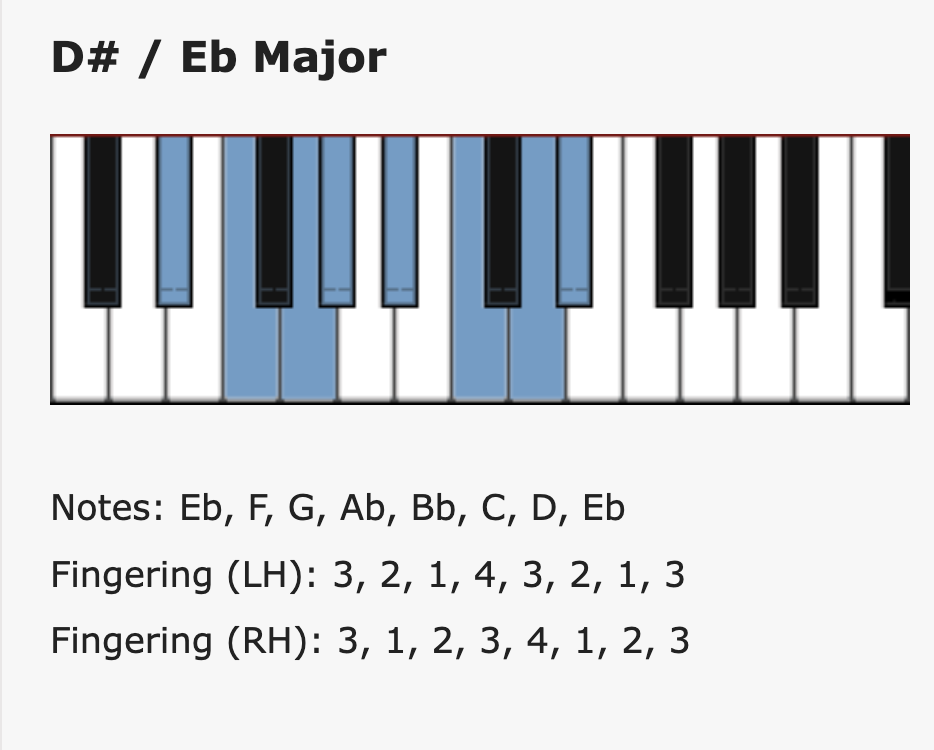 D# / Eb Major
Notes: Eb, F, G, Ab, Bb, C, D, Eb
Fingering (LH): 3, 2, 1, 4, 3, 2, 1, 3
Fingering (RH): 3, 1, 2, 3, 4, 1, 2, 3